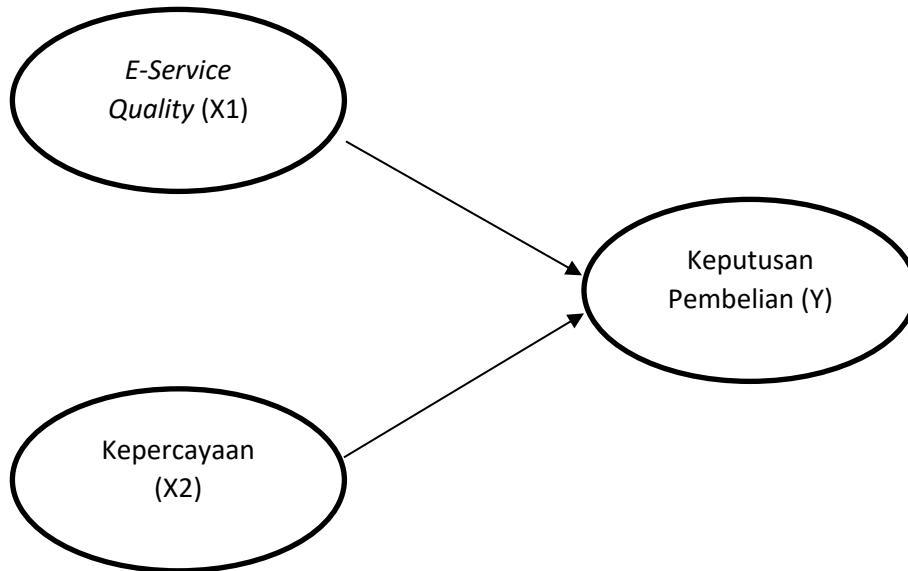 E-Service
Quality (X1)
Keputusan
Pembelian (Y)
Kepercayaan
(X2)